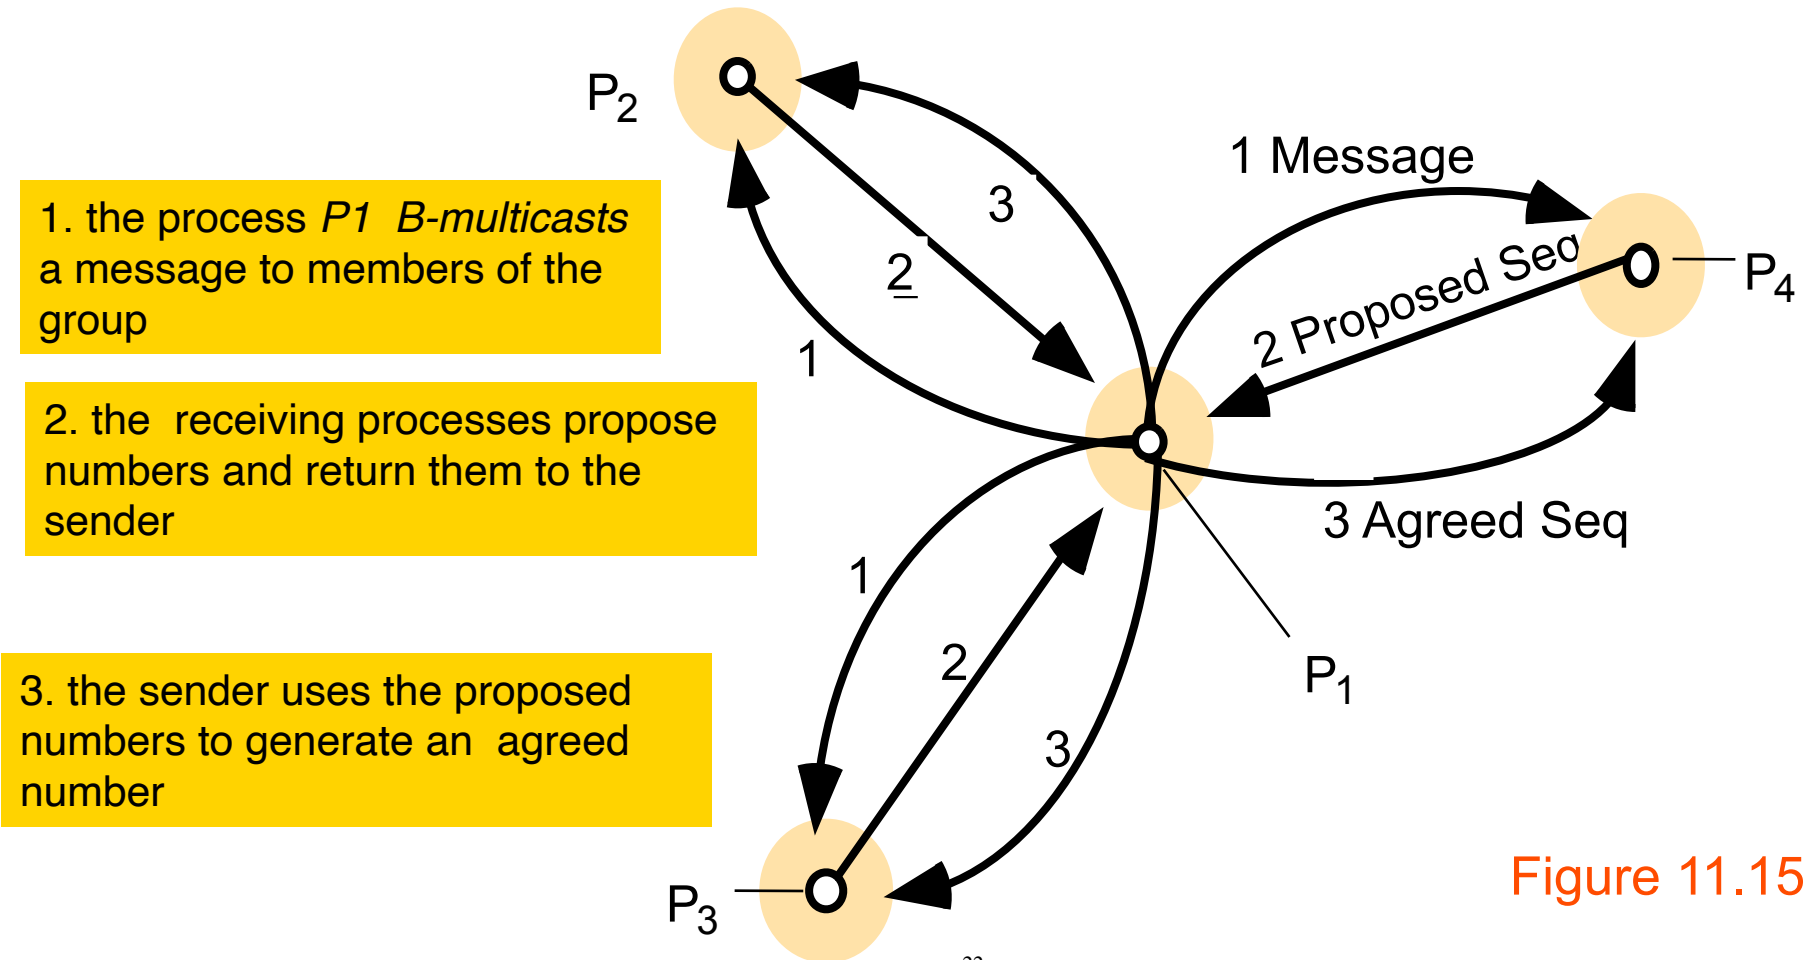 P2
3
1 Message
1. the process P1 B-multicasts
a message to members of the
group
2
2 Proposed Seq
P4
1
2. the receiving processes propose
numbers and return them to the
sender
3 Agreed Seq
1
2
P1
3. the sender uses the proposed
numbers to generate an agreed
number
3
P3
Figure 11.15